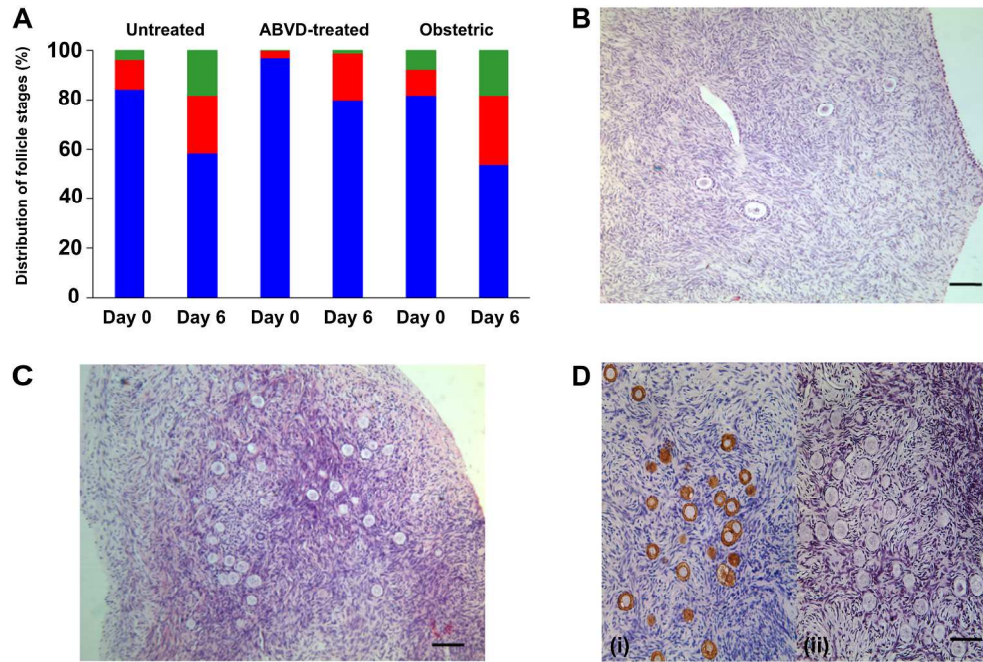 A
Untreated ABVD-treated Obstetric
Distribution of follicle stages (%)
100
80
60
40
20
0
Day 0 Day 6 Day 0 Day 6 Day 0 Day 6
B
C
D
(i) (ii)